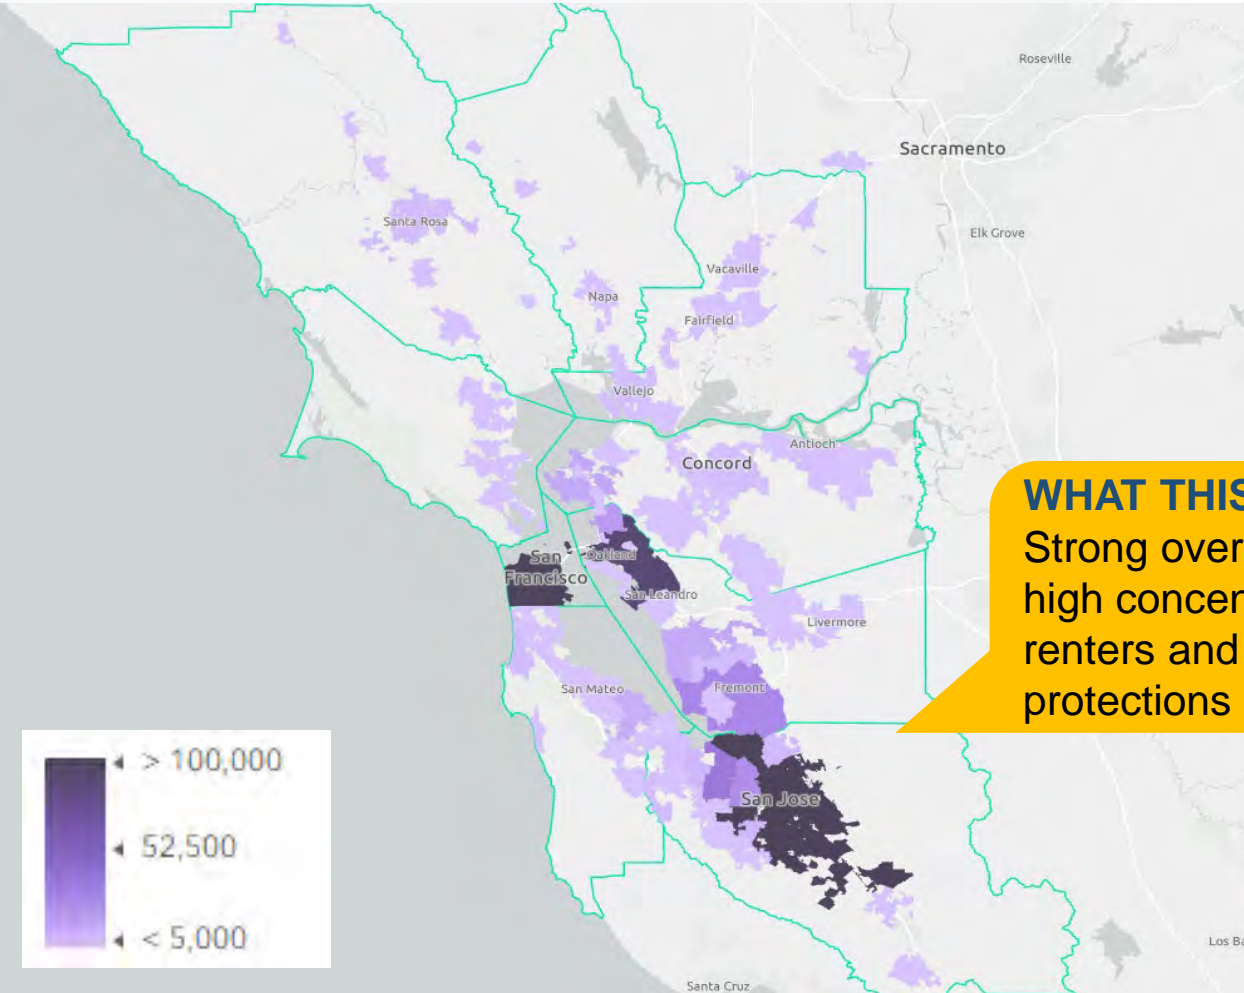 Roseville
Sacramento
Elk Grove
Santa Rosa
Vacaville
Napa
Fairfield
Vallejo
Antioch
Concord
WHAT THIS
Strong over
high concen
renters and
protections
San
Francisco
Oakland
San Leandro
Livermore
San Mateo
Fremont
San Jose
> 100,000
52,500
< 5,000
Los Ba
Santa Cruz